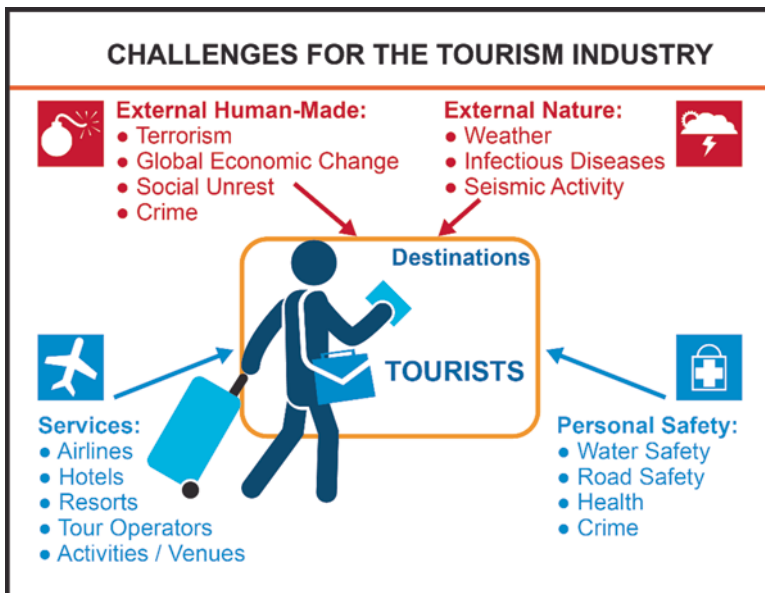 CHALLENGES FOR THE TOURISM INDUSTRY
External Human-Made:
● Terrorism
● Global Economic Change
● Social Unrest
● Crime
External Nature:
● Weather
● Infectious Diseases
● Seismic Activity
Destinations
TOURISTS
Services:
● Airlines
● Hotels
● Resorts
● Tour Operators
● Activities / Venues
Personal Safety:
● Water Safety
● Road Safety
● Health
● Crime